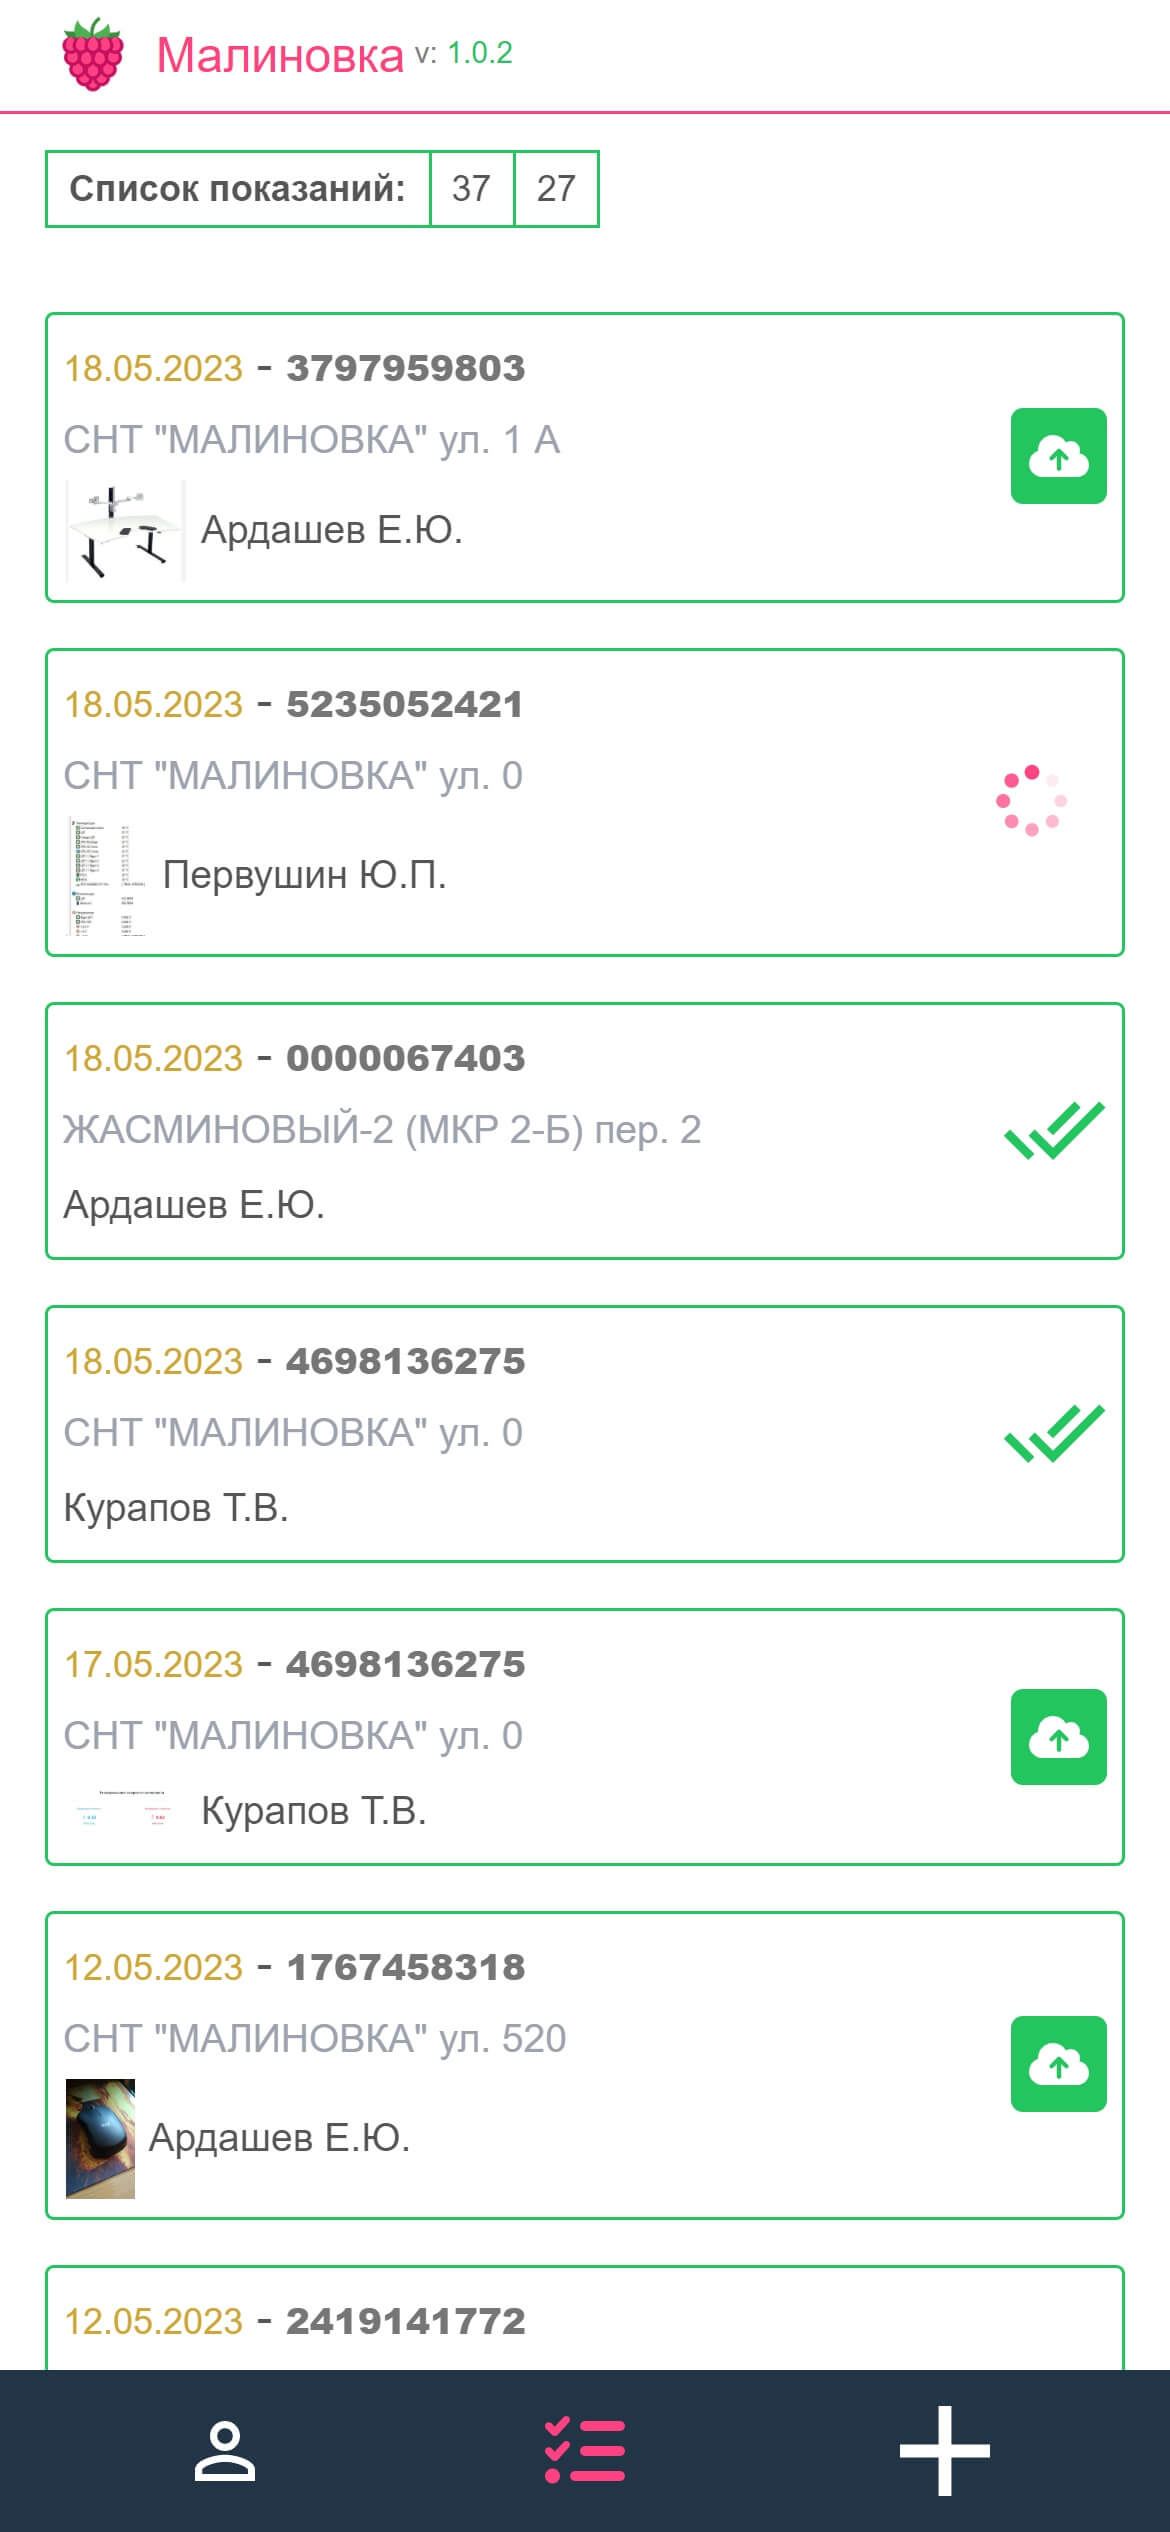 Малиновка v: 1.0.2
Список показаний: 37 27
18.05.2023 - 3797959803
СНТ "МАЛИНОВКА" ул. 1 А
Ардашев Е.Ю.
18.05.2023 - 5235052421
СНТ "МАЛИНОВКА" ул. 0
Первушин Ю.П.
18.05.2023 - 0000067403
ЖАСМИНОВЫЙ-2 (МКР 2-Б) пер. 2
Ардашев Е.Ю.
18.05.2023 - 4698136275
СНТ "МАЛИНОВКА" ул. 0
Курапов Т.В.
17.05.2023 - 4698136275
СНТ "МАЛИНОВКА" ул. 0
Курапов Т.В.
12.05.2023 - 1767458318
СНТ "МАЛИНОВКА" ул. 520
Ардашев Е.Ю.
12.05.2023 - 2419141772